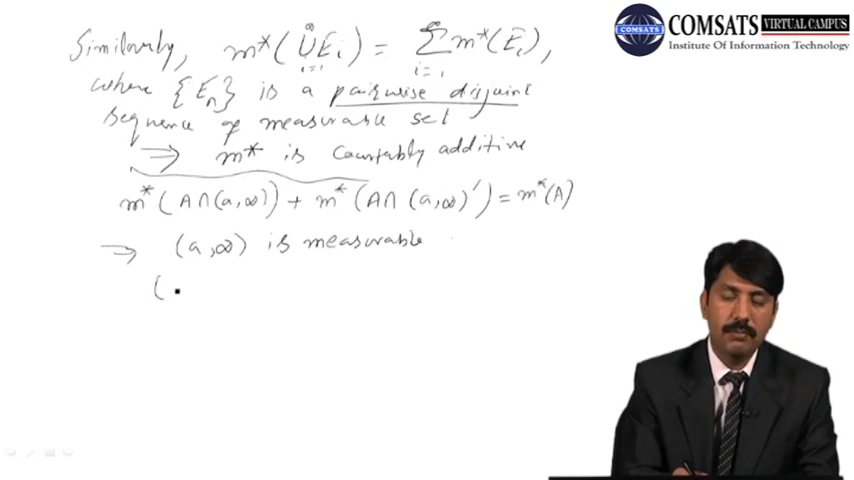 COMSATS VIRTUAL CAMPUS
Institute Of Information Technology
Similarly, m*(⋃_{i=1}^{∞} E_i) = ∑_{i=1}^{∞} m*(E_i),
where {E_n} is a pairwise disjoint
sequence of measurable set
⇒ m* is Countably additive
m*(A∩(a,∞)) + m*(A∩(a,∞)') = m*(A)
⇒ (a,∞) is measurable
(